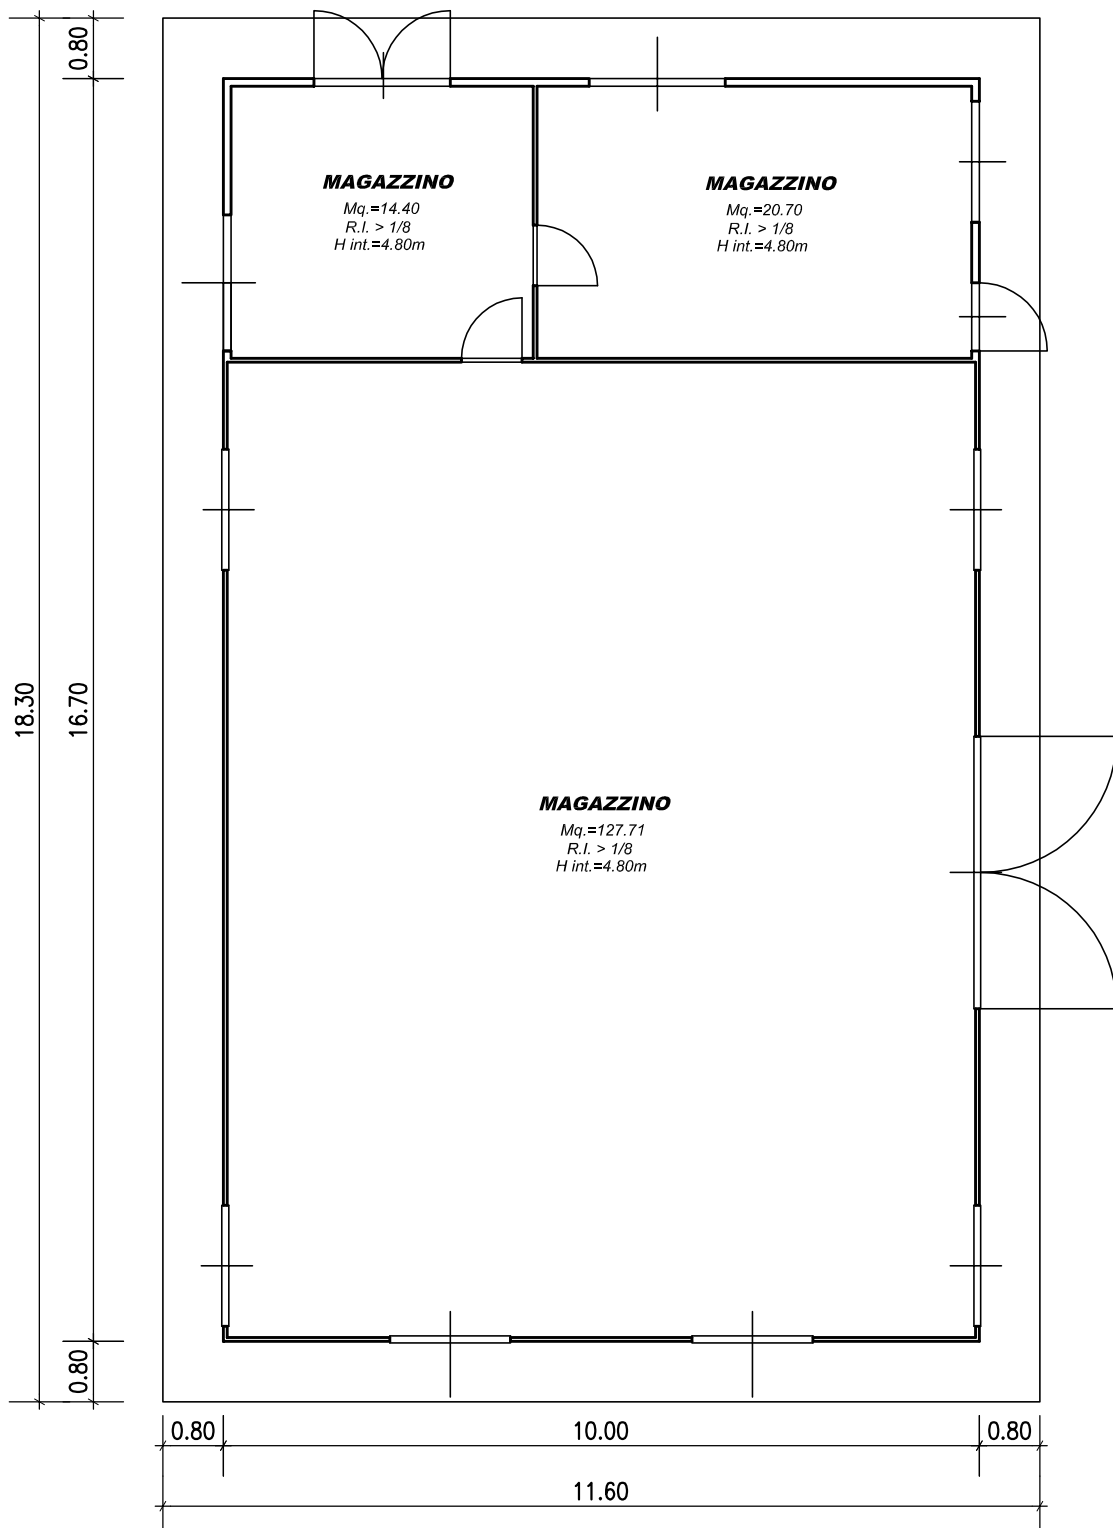 0.80
MAGAZZINO
Mq.=14.40
R.I. > 1/8
H int.=4.80m
MAGAZZINO
Mq.=20.70
R.I. > 1/8
H int.=4.80m
18.30
16.70
MAGAZZINO
Mq.=127.71
R.I. > 1/8
H int.=4.80m
0.80
0.80
10.00
0.80
11.60